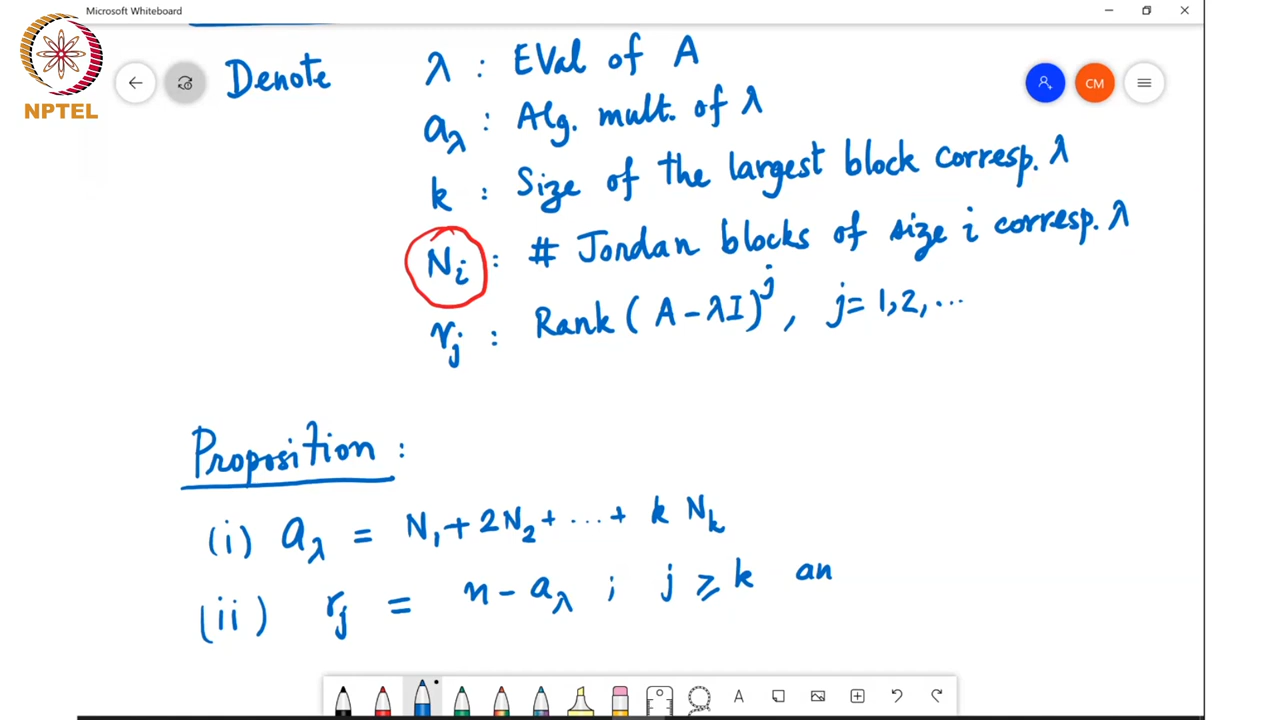 Microsoft Whiteboard
NPTEL
CM
Denote λ : EVal of A
a_λ : Alg. mult. of λ
k : Size of the largest block corresp. λ
N_i : # Jordan blocks of size i corresp. λ
r_j : Rank ( A - λI )^j , j = 1, 2, ...
Proposition :
(i) a_λ = N_1 + 2N_2 + ... + k N_k
(ii) r_j = n - a_λ ; j ≥ k an
A